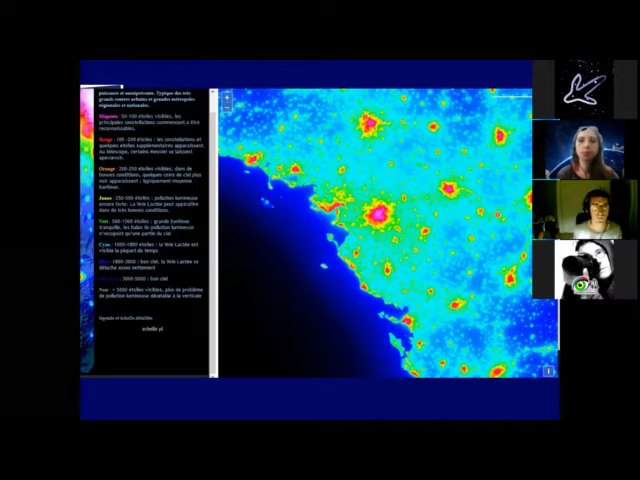 puissante et omniprésente. Typique des très
grands centres urbains et grandes métropoles
régionales et nationales.
Magenta : 50-100 étoiles visibles, les
principales constellations commencent à être
reconnaissables.
Rouge : 100 -200 étoiles : les constellations et
quelques étoiles supplémentaires apparaissent.
Au télescope, certains Messier se laissent
apercevoir.
Orange : 200-250 étoiles visibles, dans de
bonnes conditions, quelques coins de ciel plus
noir apparaissent ; typiquement moyenne
banlieue.
Jaune : 250-500 étoiles : pollution lumineuse
encore forte. La Voie Lactée peut apparaître
dans de très bonnes conditions.
Vert : 500-1000 étoiles : grande banlieue
tranquille, les halos de pollution lumineuse
n'occupent qu'une partie du ciel
Cyan : 1000-1800 étoiles : la Voie Lactée est
visible la plupart du temps
Bleu : 1800-3000 : bon ciel, la Voie Lactée se
détache assez nettement
: 3000-5000 : bon ciel
Noir : + 5000 étoiles visibles, plus de problème
de pollution lumineuse décelable à la verticale
légende et échelle détaillée
echelle pl